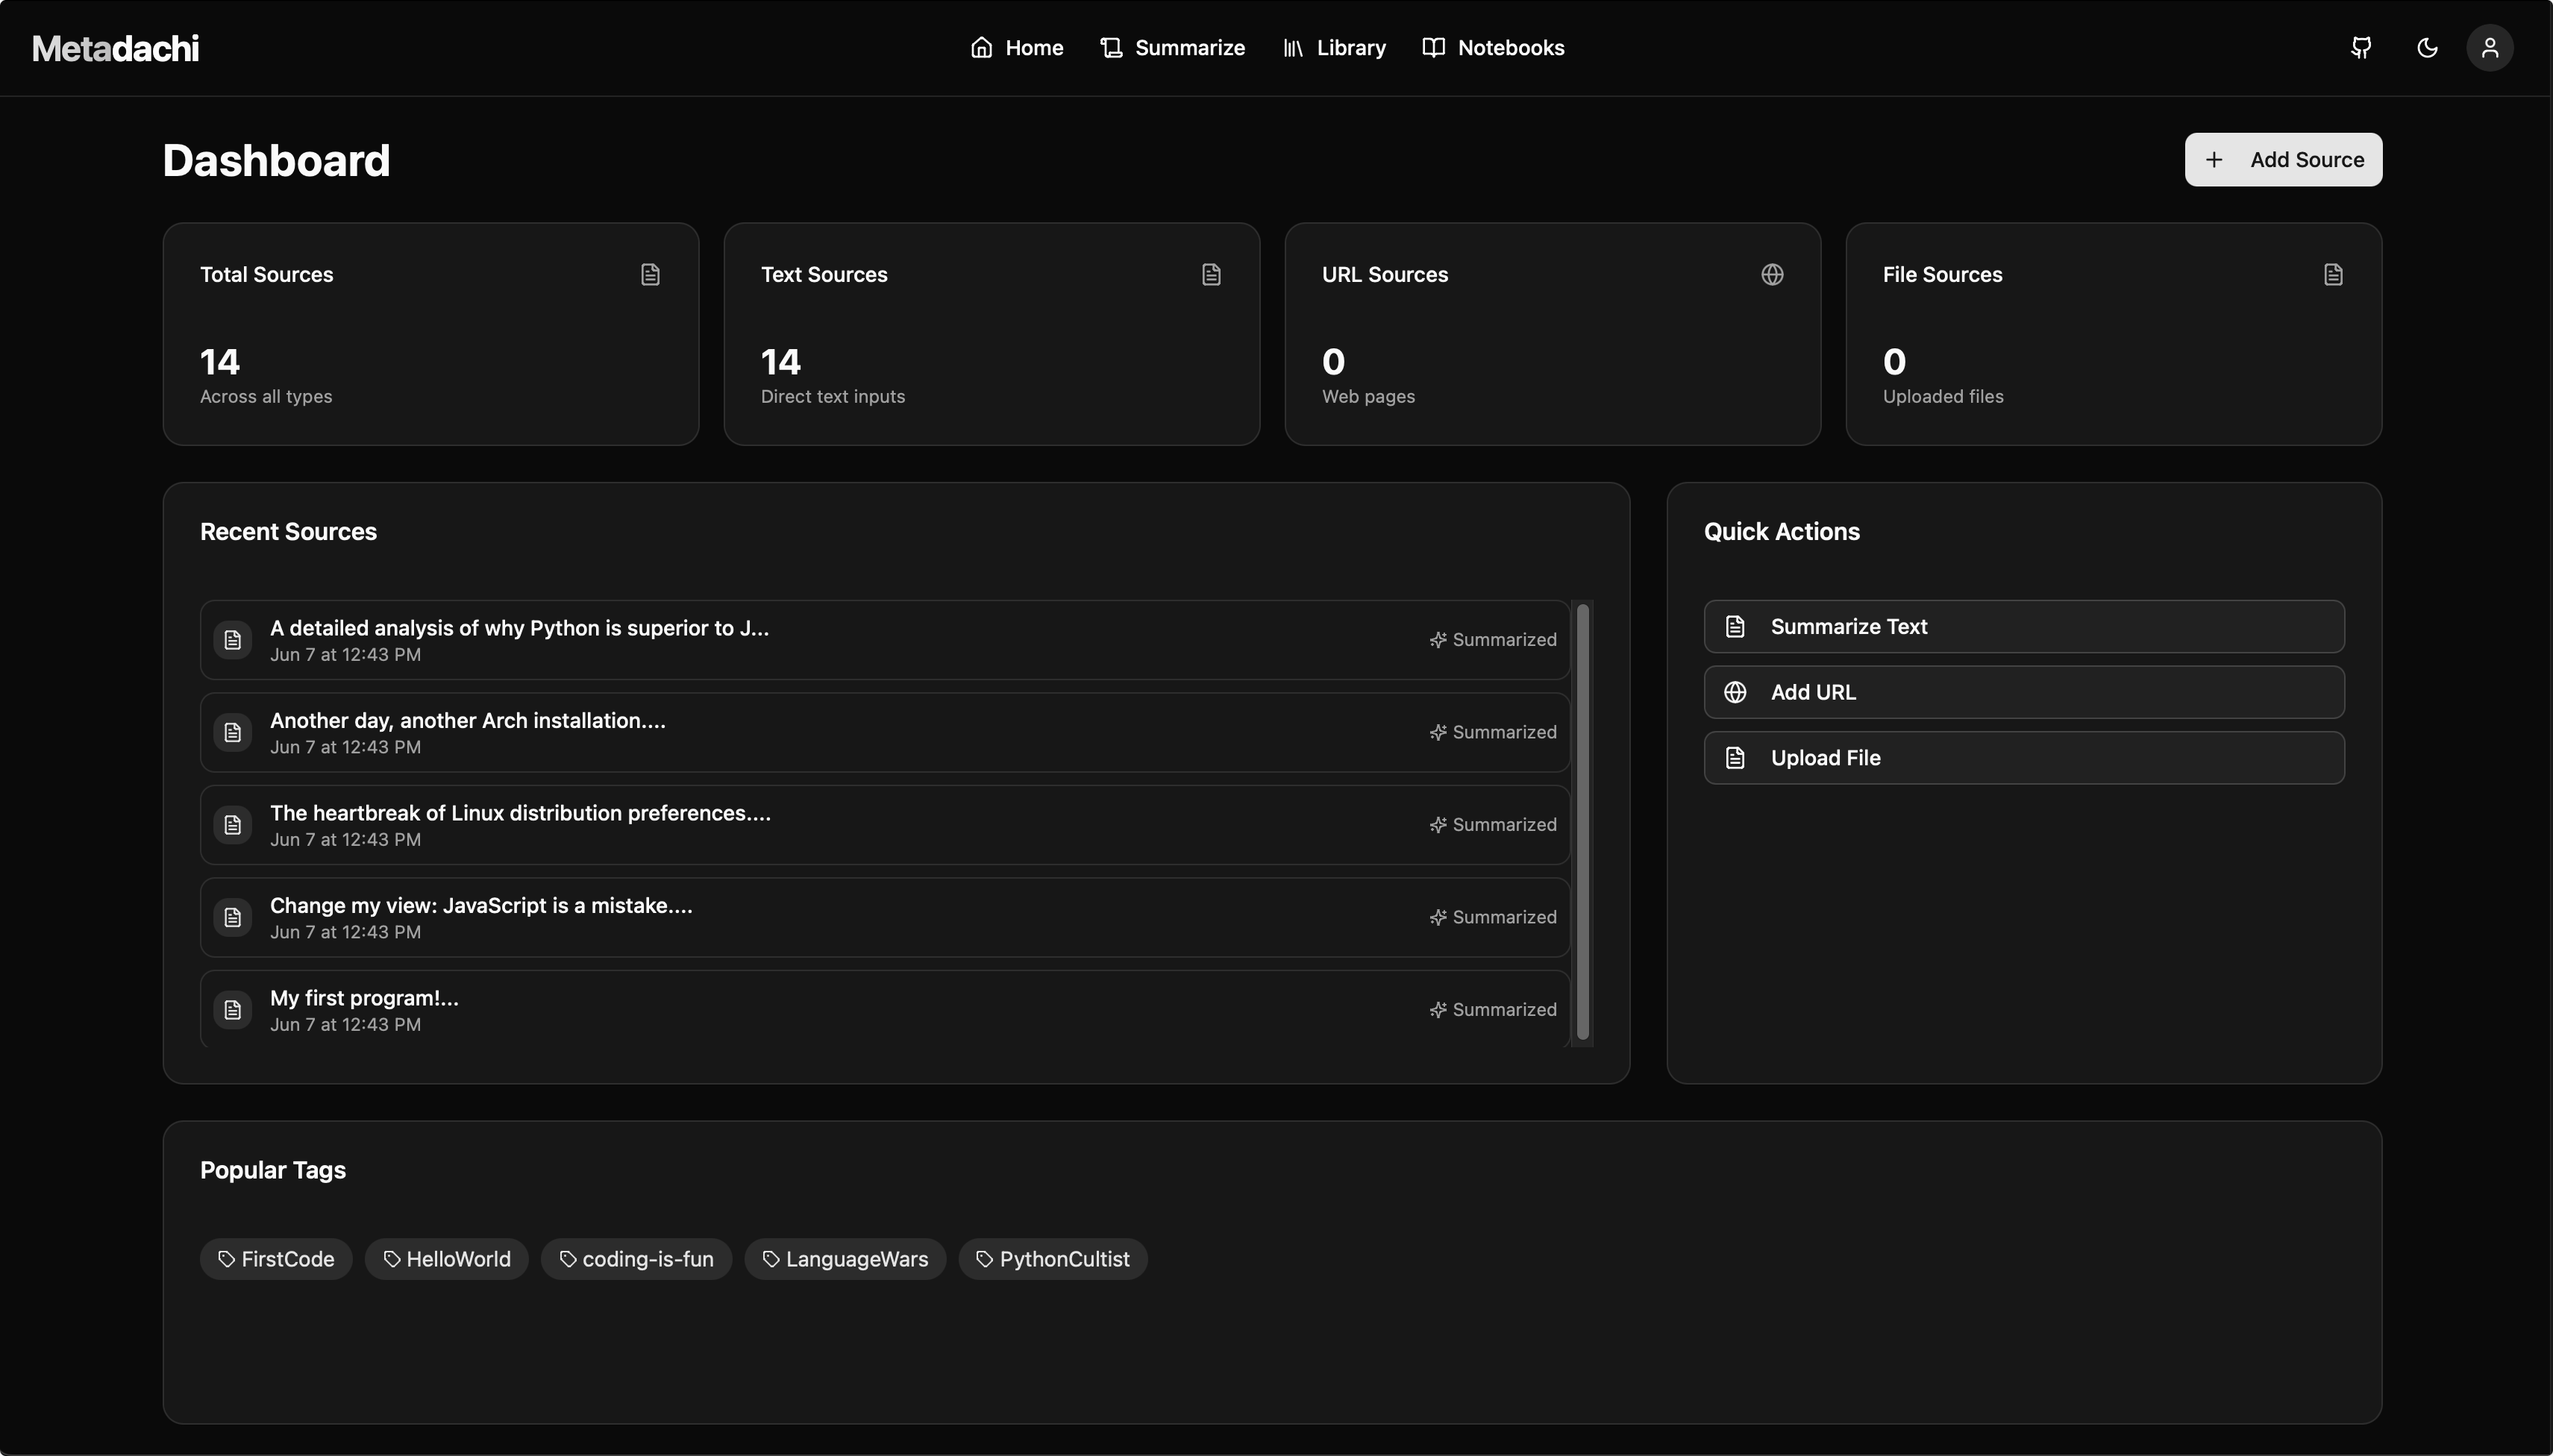 Metadachi
Home
Summarize
Library
Notebooks
Dashboard
Add Source
Total Sources
14
Across all types
Text Sources
14
Direct text inputs
URL Sources
0
Web pages
File Sources
0
Uploaded files
Recent Sources
A detailed analysis of why Python is superior to J...
Jun 7 at 12:43 PM
Summarized
Another day, another Arch installation....
Jun 7 at 12:43 PM
Summarized
The heartbreak of Linux distribution preferences....
Jun 7 at 12:43 PM
Summarized
Change my view: JavaScript is a mistake....
Jun 7 at 12:43 PM
Summarized
My first program!...
Jun 7 at 12:43 PM
Summarized
Quick Actions
Summarize Text
Add URL
Upload File
Popular Tags
FirstCode
HelloWorld
coding-is-fun
LanguageWars
PythonCultist